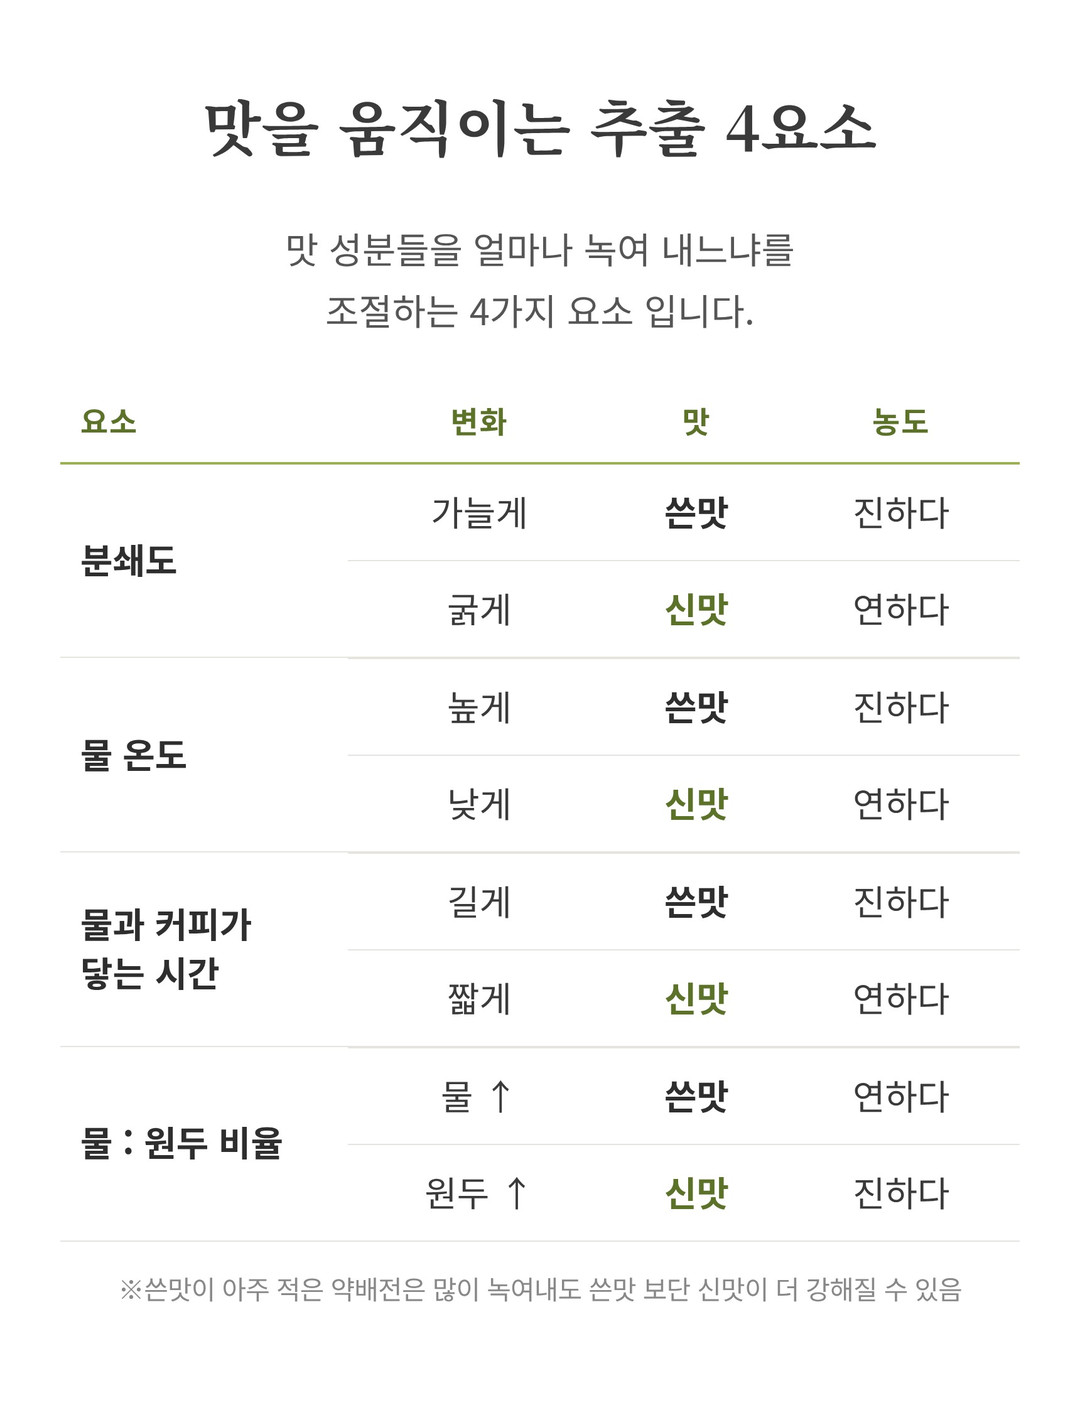 맛을 움직이는 추출 4요소
맛 성분들을 얼마나 녹여 내느냐를
조절하는 4가지 요소 입니다.
요소 변화 맛 농도
분쇄도
가늘게 쓴맛 진하다
굵게 신맛 연하다
물 온도
높게 쓴맛 진하다
낮게 신맛 연하다
물과 커피가
닿는 시간
길게 쓴맛 진하다
짧게 신맛 연하다
물 : 원두 비율
물 ↑ 쓴맛 연하다
원두 ↑ 신맛 진하다
※쓴맛이 아주 적은 약배전은 많이 녹여내도 쓴맛 보단 신맛이 더 강해질 수 있음